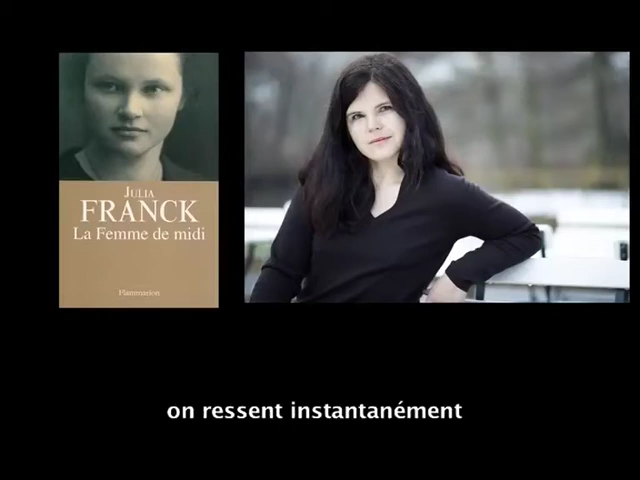 JULIA
FRANCK
La Femme de midi
Flammarion
on ressent instantanément